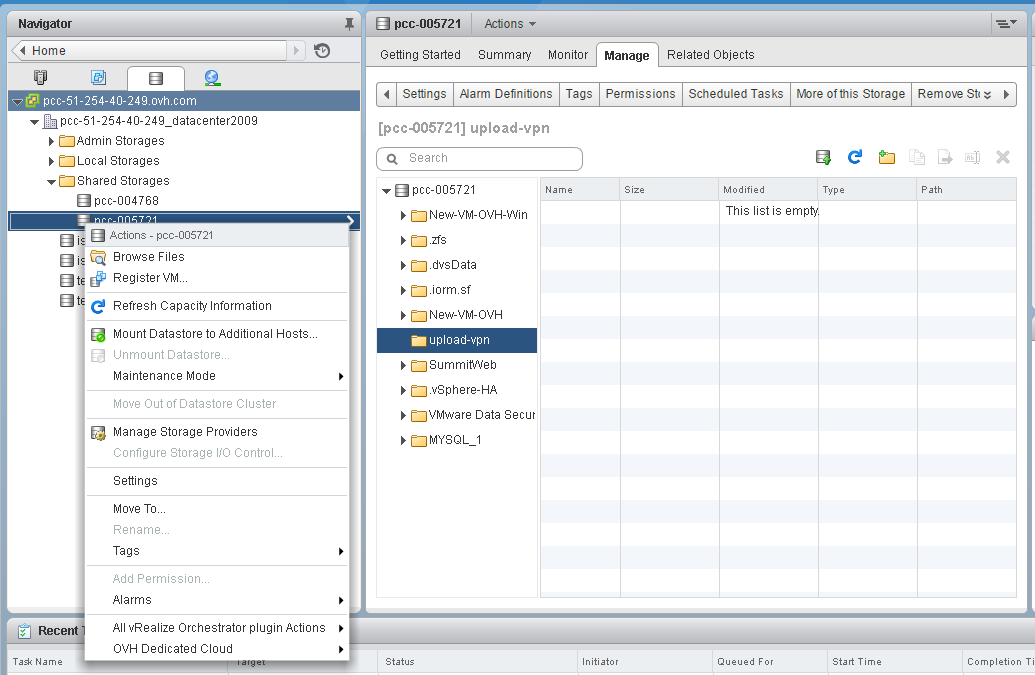 Navigator
Home
pcc-51-254-40-249.ovh.com
pcc-51-254-40-249_datacenter2009
Admin Storages
Local Storages
Shared Storages
pcc-004768
pcc-005721
Actions - pcc-005721
Browse Files
Register VM...
Refresh Capacity Information
Mount Datastore to Additional Hosts...
Unmount Datastore...
Maintenance Mode
Move Out of Datastore Cluster
Manage Storage Providers
Configure Storage I/O Control...
Settings
Move To...
Rename...
Tags
Add Permission...
Alarms
All vRealize Orchestrator plugin Actions
OVH Dedicated Cloud
pcc-005721 Actions
Getting Started Summary Monitor Manage Related Objects
Settings Alarm Definitions Tags Permissions Scheduled Tasks More of this Storage Remove
[pcc-005721] upload-vpn
Search
pcc-005721
New-VM-OVH-Win
.zfs
.dvsData
.iorm.sf
New-VM-OVH
upload-vpn
SummitWeb
.vSphere-HA
VMware Data Secur
MYSQL_1
Name Size Modified Type Path
This list is empty.
Recent
Task Name Target Status Initiator Queued For Start Time Completion